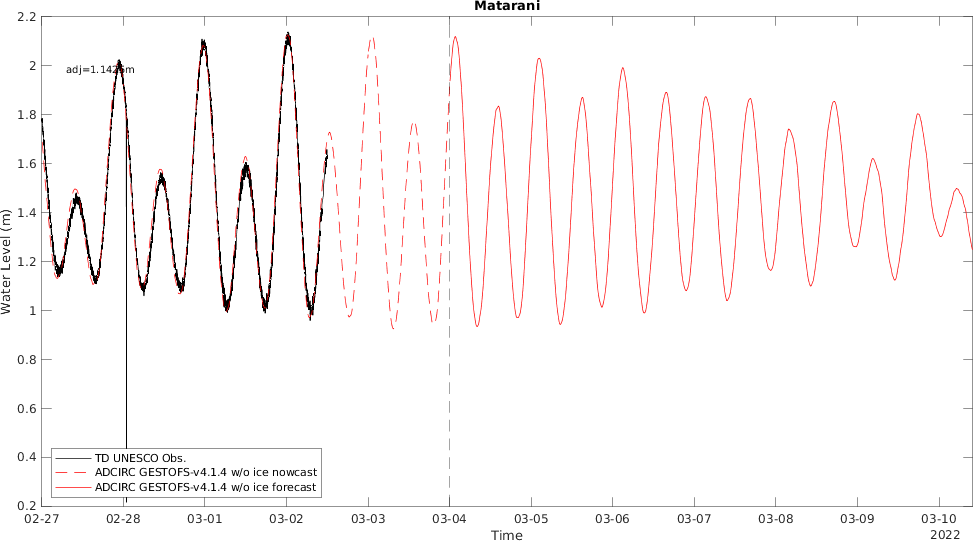 Matarani
2.2
2
1.8
1.6
1.4
1.2
1
0.8
0.6
0.4
0.2
Water Level (m)
TD UNESCO Obs.
ADCIRC GESTOFS-v4.1.4 w/o ice nowcast
ADCIRC GESTOFS-v4.1.4 w/o ice forecast
02-27 02-28 03-01 03-02 03-03 03-04 03-05 03-06 03-07 03-08 03-09 03-10
Time
2022